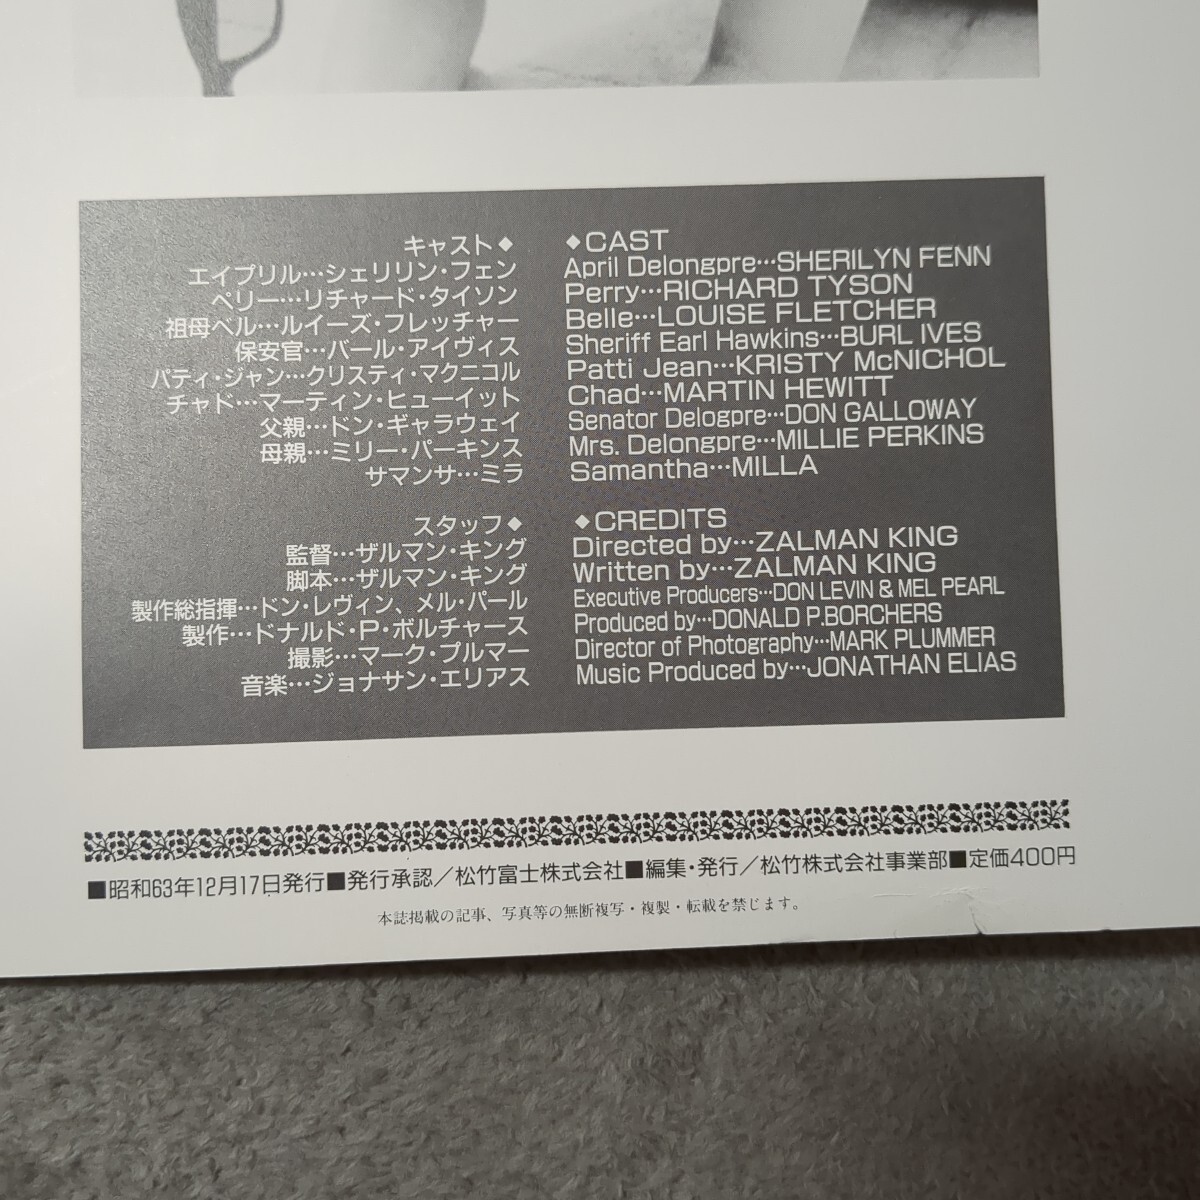 キャスト◆
エイプリル…シェリリン・フェン
ペリー…リチャード・タイソン
祖母ベル…ルイーズ・フレッチャー
保安官…バール・アイヴィス
パティ・ジャン…クリスティ・マクニコル
チャド…マーティン・ヒューイット
父親…ドン・ギャラウェイ
母親…ミリー・パーキンス
サマンサ…ミラ
◆CAST
April Delongpre…SHERILYN FENN
Perry…RICHARD TYSON
Belle…LOUISE FLETCHER
Sheriff Earl Hawkins…BURL IVES
Patti Jean…KRISTY McNICHOL
Chad…MARTIN HEWITT
Senator Delogpre…DON GALLOWAY
Mrs. Delongpre…MILLIE PERKINS
Samantha…MILLA
スタッフ◆
監督…ザルマン・キング
脚本…ザルマン・キング
製作総指揮…ドン・レヴィン、メル・パール
製作…ドナルド・P・ボルチャース
撮影…マーク・プルマー
音楽…ジョナサン・エリアス
◆CREDITS
Directed by…ZALMAN KING
Written by…ZALMAN KING
Executive Producers…DON LEVIN & MEL PEARL
Produced by…DONALD P.BORCHERS
Director of Photography…MARK PLUMMER
Music Produced by…JONATHAN ELIAS
■昭和63年12月17日発行■発行承認／松竹富士株式会社■編集・発行／松竹株式会社事業部■定価400円
本誌掲載の記事、写真等の無断複写・複製・転載を禁じます。